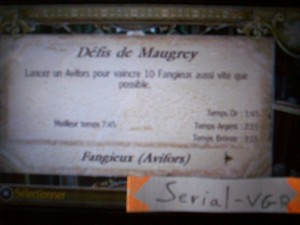 Défis de Maugrey
Lancez un Avifors pour vaincre 10 Fangieux aussi vite que
possible.
Temps Or : 1:45
Meilleur temps 7:45
Temps Argent : 2:15
Temps Bronze : 3:15
Fangieux (Avifors)
Sélectionner
Serial-VGR